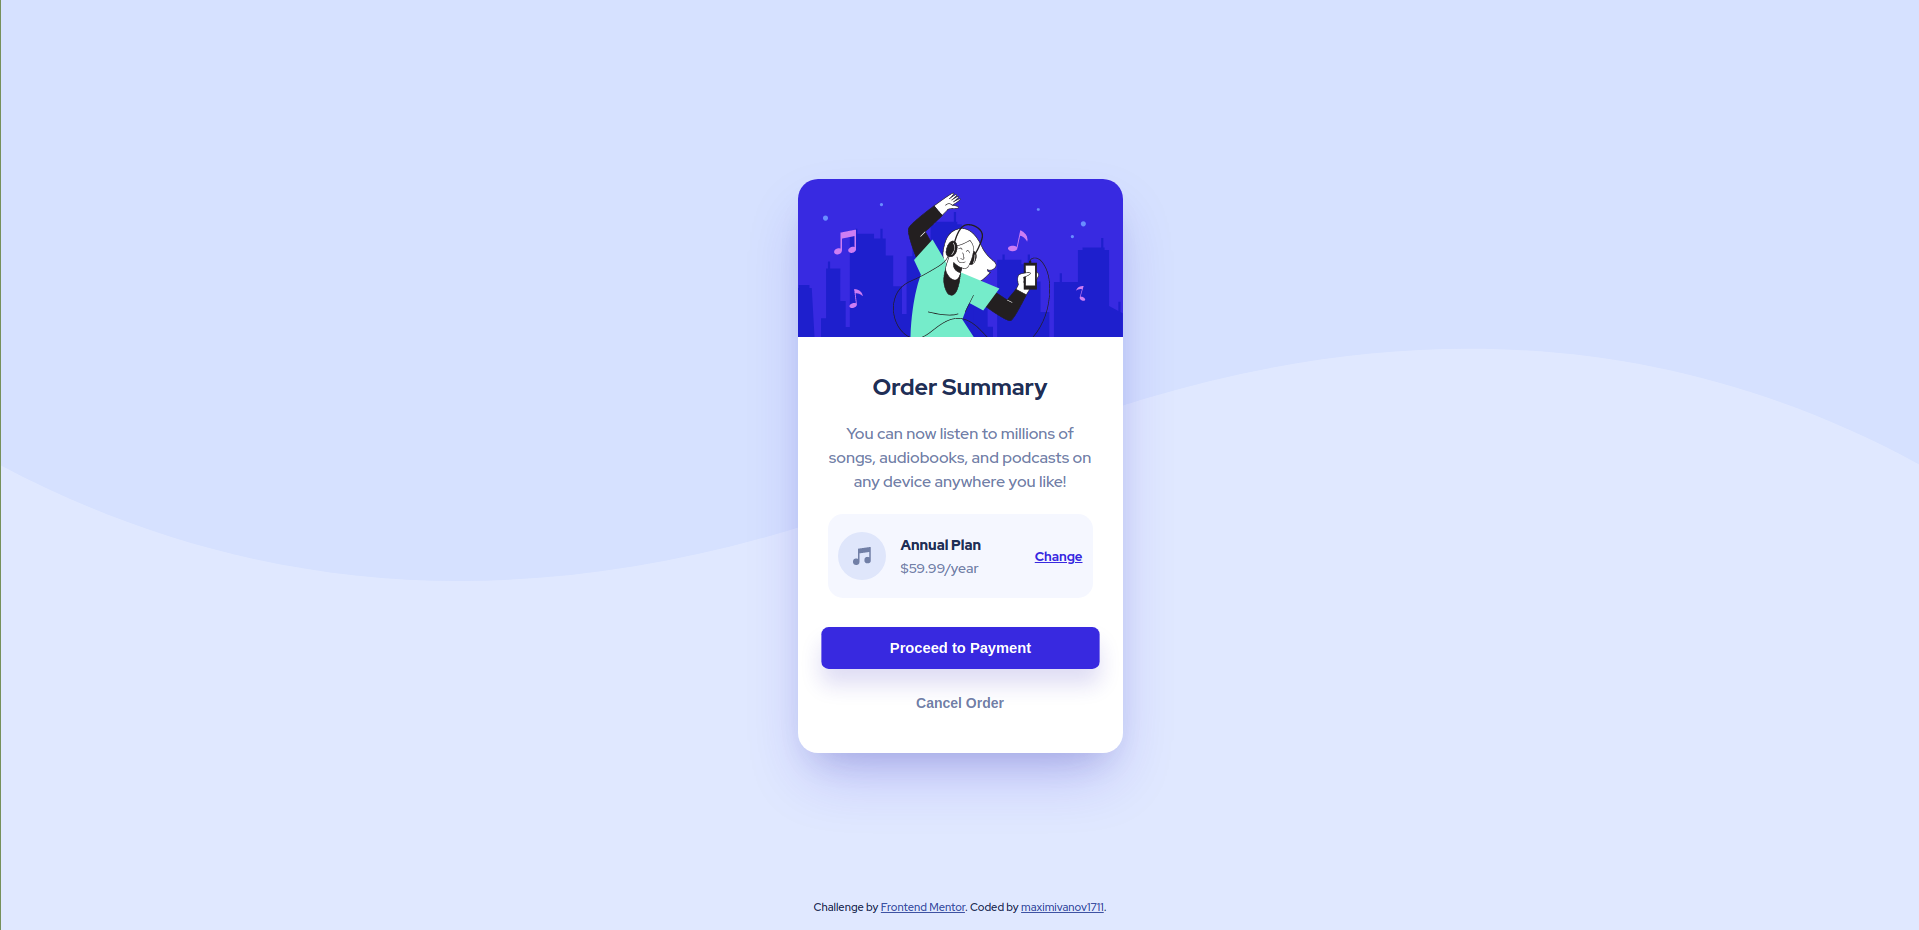 Order Summary
You can now listen to millions of
songs, audiobooks, and podcasts on
any device anywhere you like!
Annual Plan
$59.99/year
Change
Proceed to Payment
Cancel Order
Challenge by Frontend Mentor. Coded by maximivanov1711.